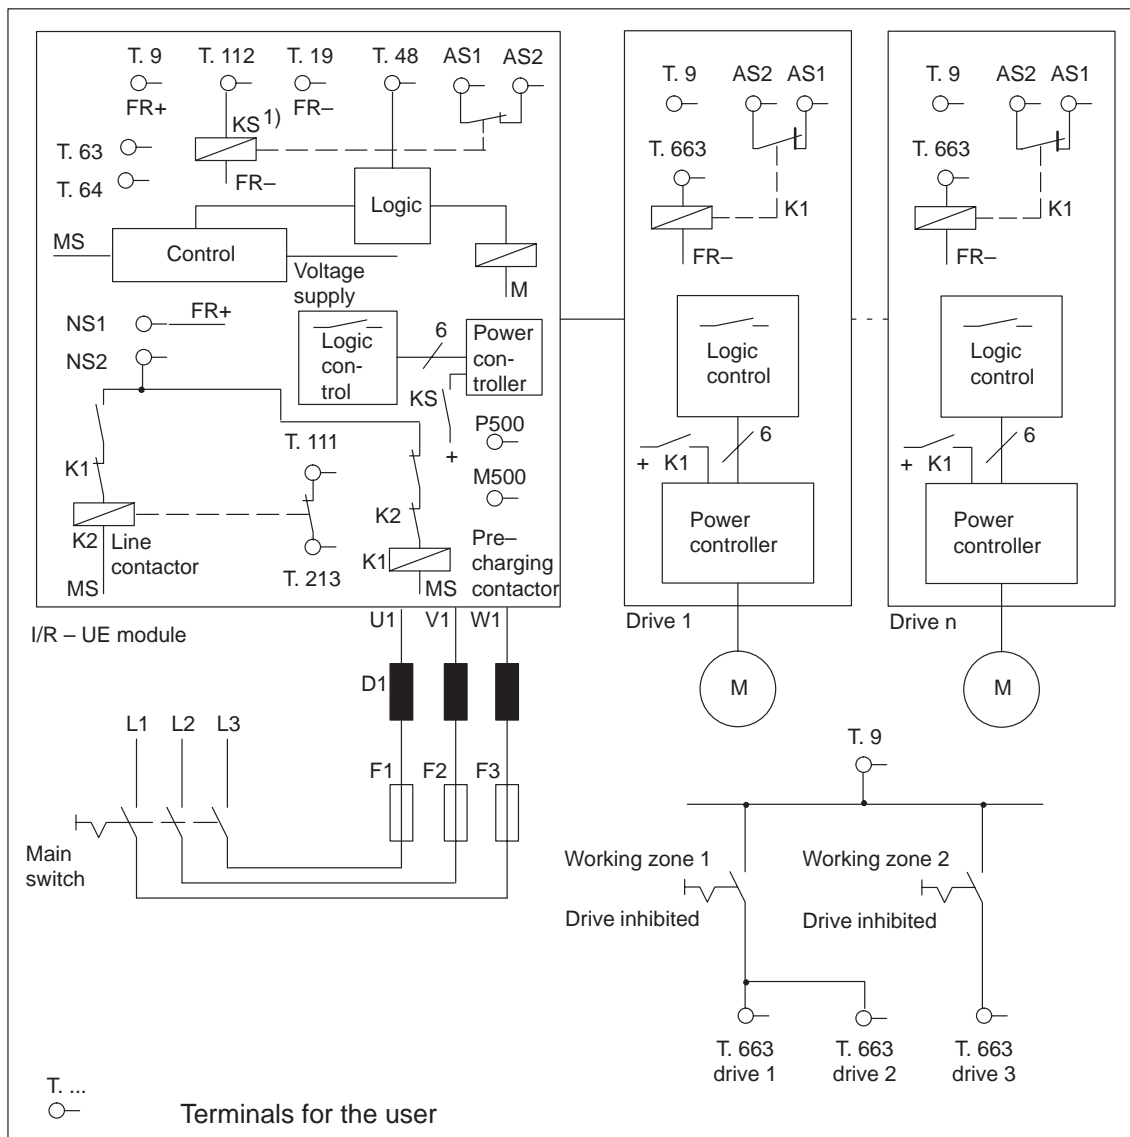 T. 9 T. 112 T. 19 T. 48 AS1 AS2
FR+ FR–
KS 1)
T. 63
FR–
T. 64
Logic
MS
Control
Voltage
supply
M
NS1 FR+
NS2
Logic
con-
trol
6
Power
con-
troller
KS
+
P500
M500
T. 111
K1
K2
Line
contactor
MS
T. 213
K2
K1
MS
Pre–
charging
contactor
I/R – UE module
U1 V1 W1
T. 9 AS2 AS1
T. 663
K1
FR–
Logic
control
6
+ K1
Power
controller
Drive 1
M
T. 9 AS2 AS1
T. 663
K1
FR–
Logic
control
6
+ K1
Power
controller
Drive n
M
D1
L1 L2 L3
F1 F2 F3
Main
switch
T. 9
Working zone 1
Drive inhibited
Working zone 2
Drive inhibited
T. 663
drive 1
T. 663
drive 2
T. 663
drive 3
T. ...
Terminals for the user